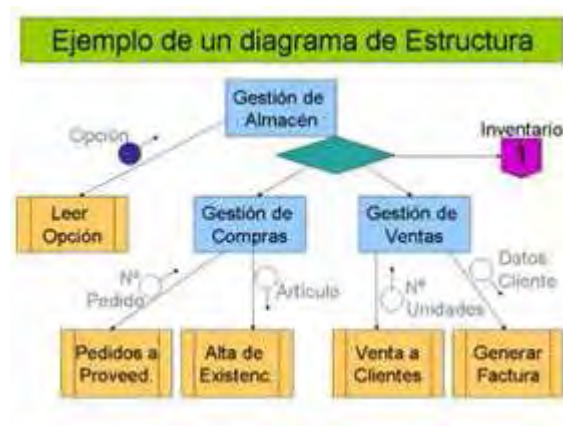 Ejemplo de un diagrama de Estructura
Gestión de
Almacén
Opción
Inventario
1
Leer
Opción
Gestión de
Compras
Gestión de
Ventas
Nº
Pedido
Artículo
Nº
Unidades
Datos
Cliente
Pedidos a
Proveed.
Alta de
Existenc.
Venta a
Clientes
Generar
Factura